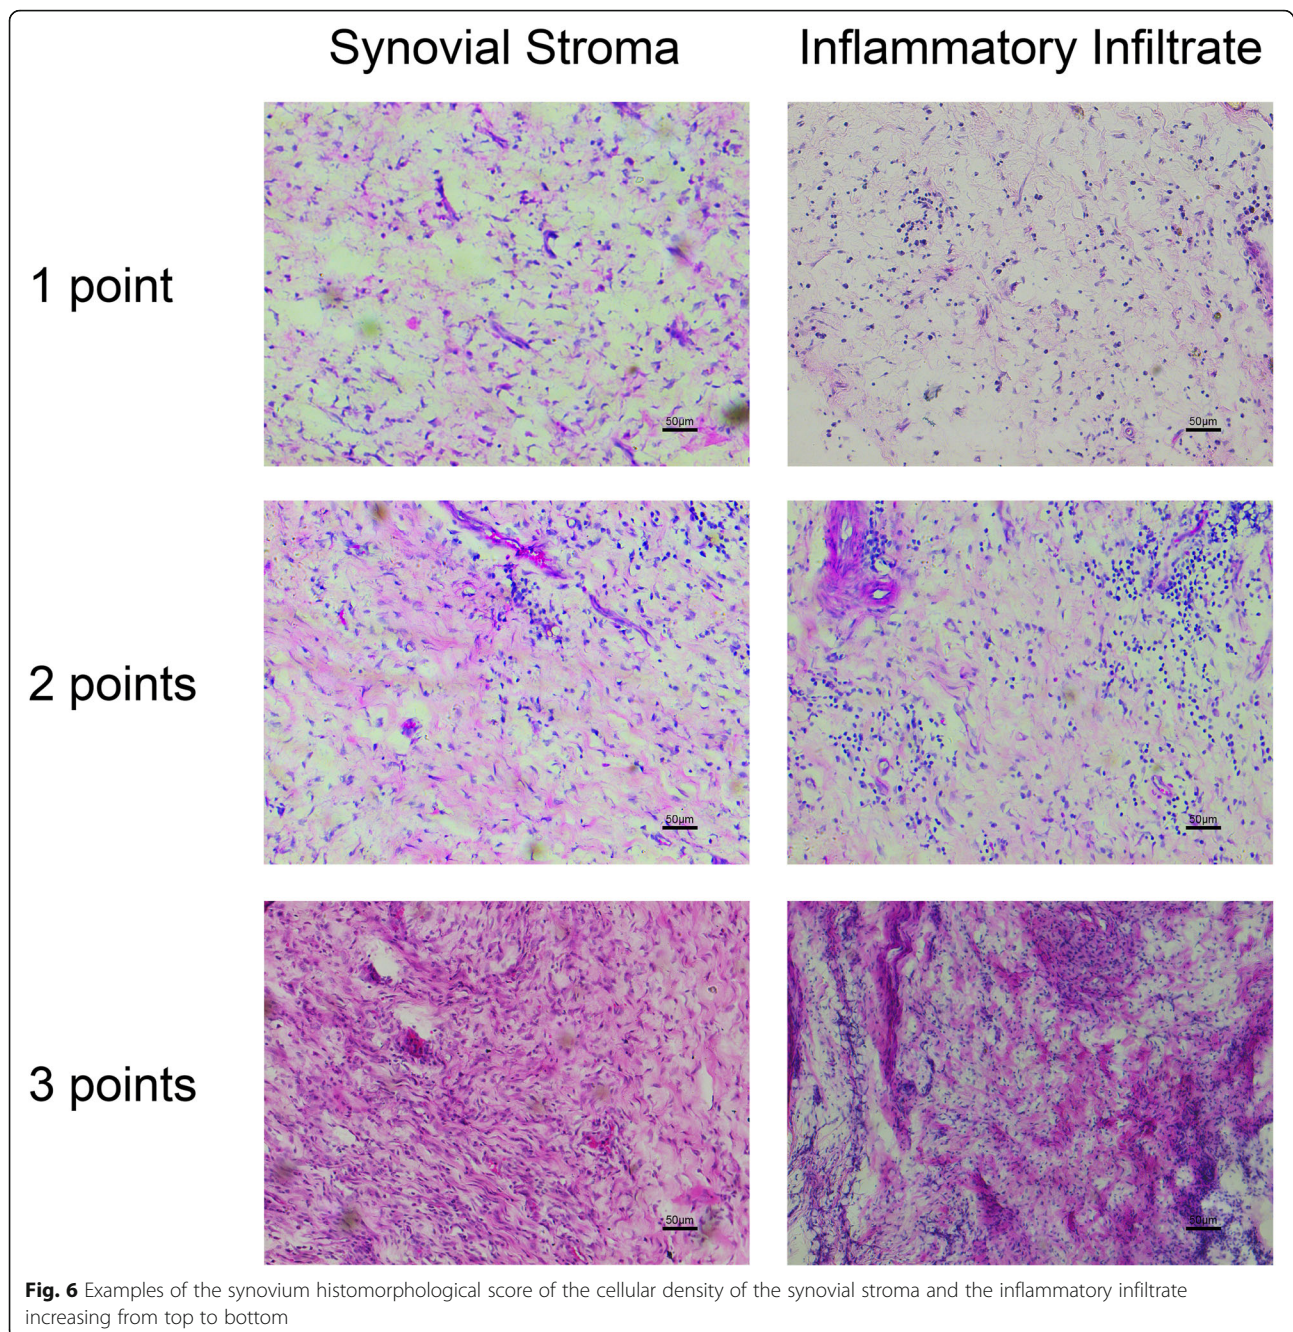 Synovial Stroma Inflammatory Infiltrate
1 point
50µm 50µm
2 points
50µm 50µm
3 points
50µm 50µm
Fig. 6 Examples of the synovium histomorphological score of the cellular density of the synovial stroma and the inflammatory infiltrate
increasing from top to bottom